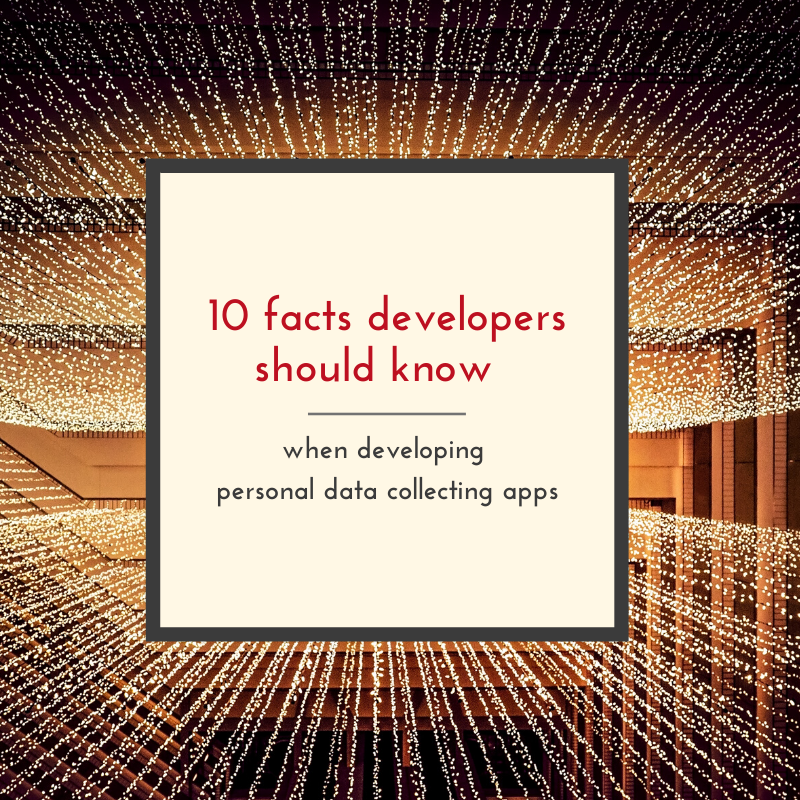 10 facts developers
should know
when developing
personal data collecting apps